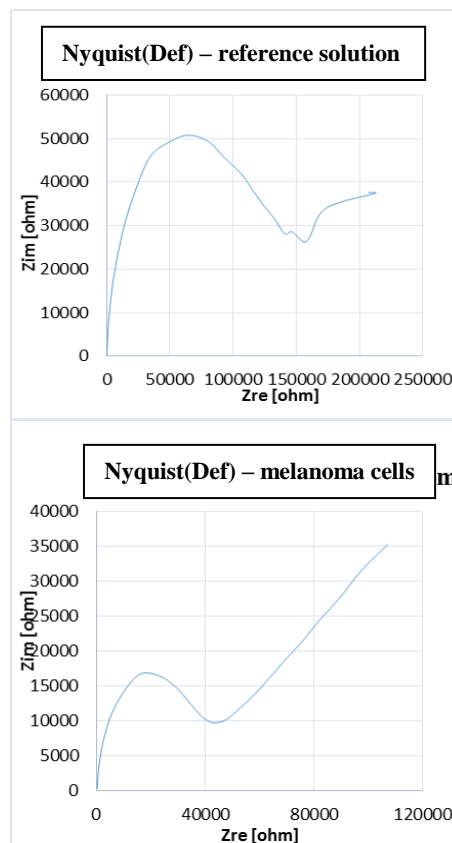 Nyquist(Def) – reference solution
60000
50000
40000
30000
20000
10000
0
Zim [ohm]
0 50000 100000 150000 200000 250000
Zre [ohm]
Nyquist(Def) – melanoma cells
m
40000
35000
30000
25000
20000
15000
10000
5000
0
Zim [ohm]
0 40000 80000 120000
Zre [ohm]